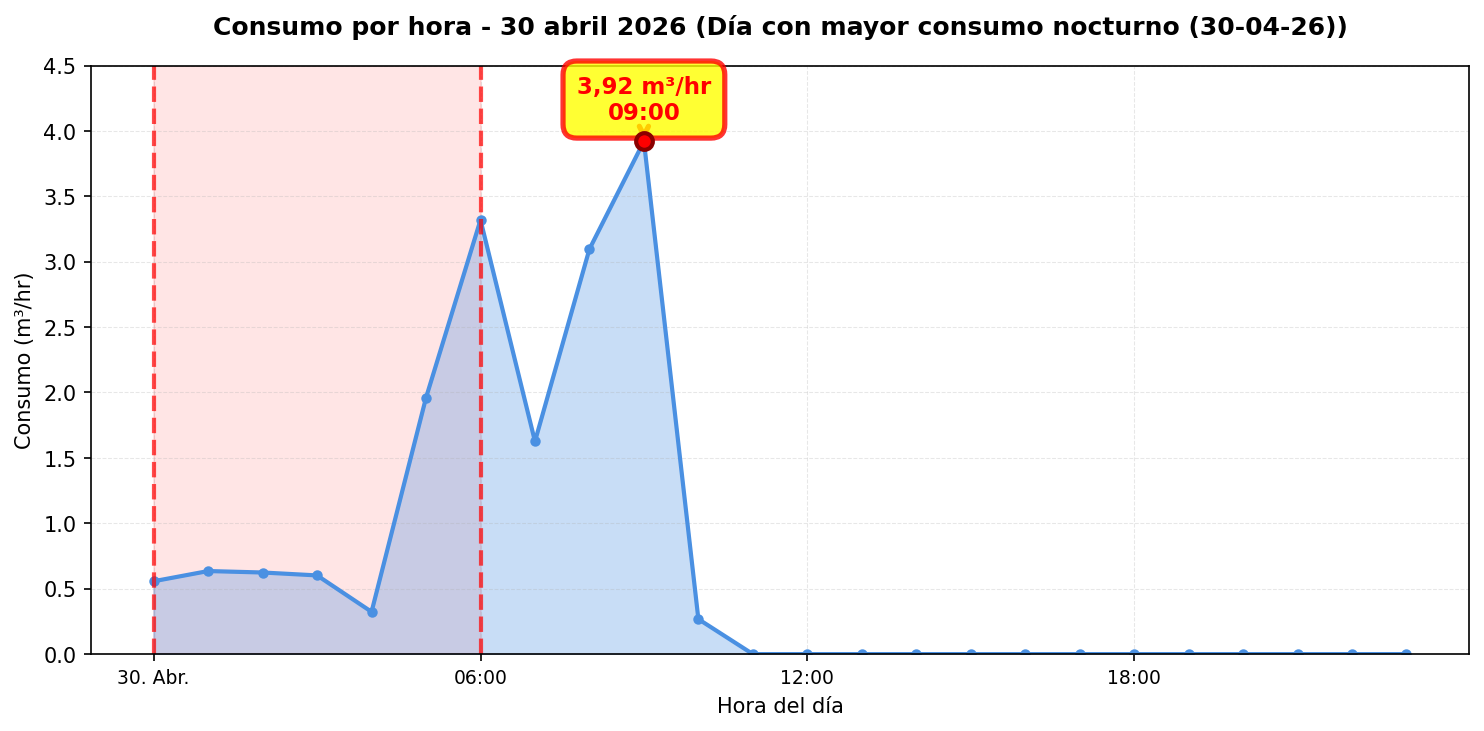 Consumo por hora - 30 abril 2026 (Día con mayor consumo nocturno (30-04-26))
3,92 m³/hr
09:00
Consumo (m³/hr)
4.5
4.0
3.5
3.0
2.5
2.0
1.5
1.0
0.5
0.0
30. Abr.
06:00
12:00
18:00
Hora del día